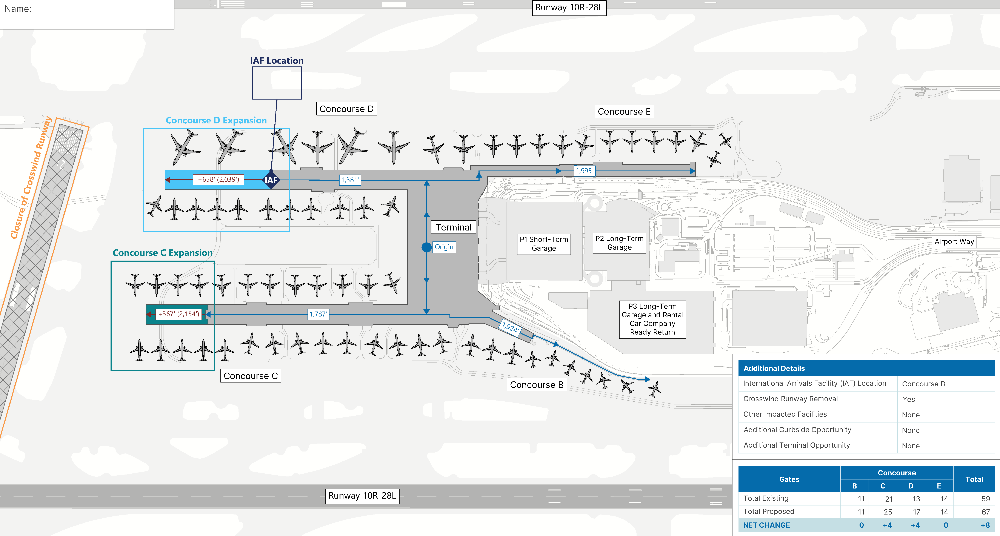 Name:
Runway 10R-28L
IAF Location
Concourse D
Concourse E
Concourse D Expansion
Closure of Crosswind Runway
12
+658' (2,039')
IAF
1,381'
1,995'
Terminal
Origin
P1 Short-Term
Garage
P2 Long-Term
Garage
Airport Way
Concourse C Expansion
+367' (2,154')
1,787'
1,924'
P3 Long-Term
Garage and Rental
Car Company
Ready Return
Concourse C
Concourse B
Runway 10R-28L
Additional Details
International Arrivals Facility (IAF) Location Concourse D
Crosswind Runway Removal Yes
Other Impacted Facilities None
Additional Curbside Opportunity None
Additional Terminal Opportunity None
Gates Concourse Total
B C D E
Total Existing 11 21 13 14 59
Total Proposed 11 25 17 14 67
NET CHANGE 0 +4 +4 0 +8